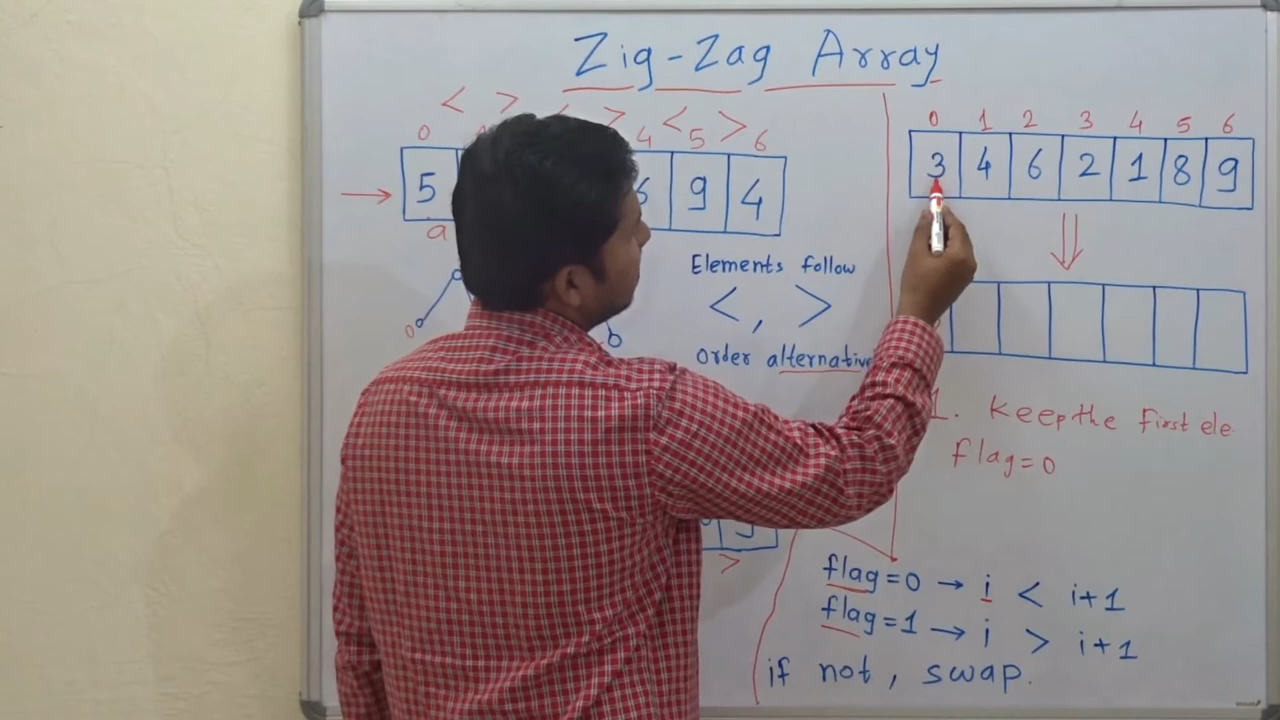 Zig-Zag Array
< > < > < >
0 4 5 6
5 9 4
a
0
Elements follow
< , >
order alternative
>
0 1 2 3 4 5 6
3 4 6 2 1 8 9
1. Keep the first ele
flag=0
flag=0 → i < i+1
flag=1 → i > i+1
if not, swap.